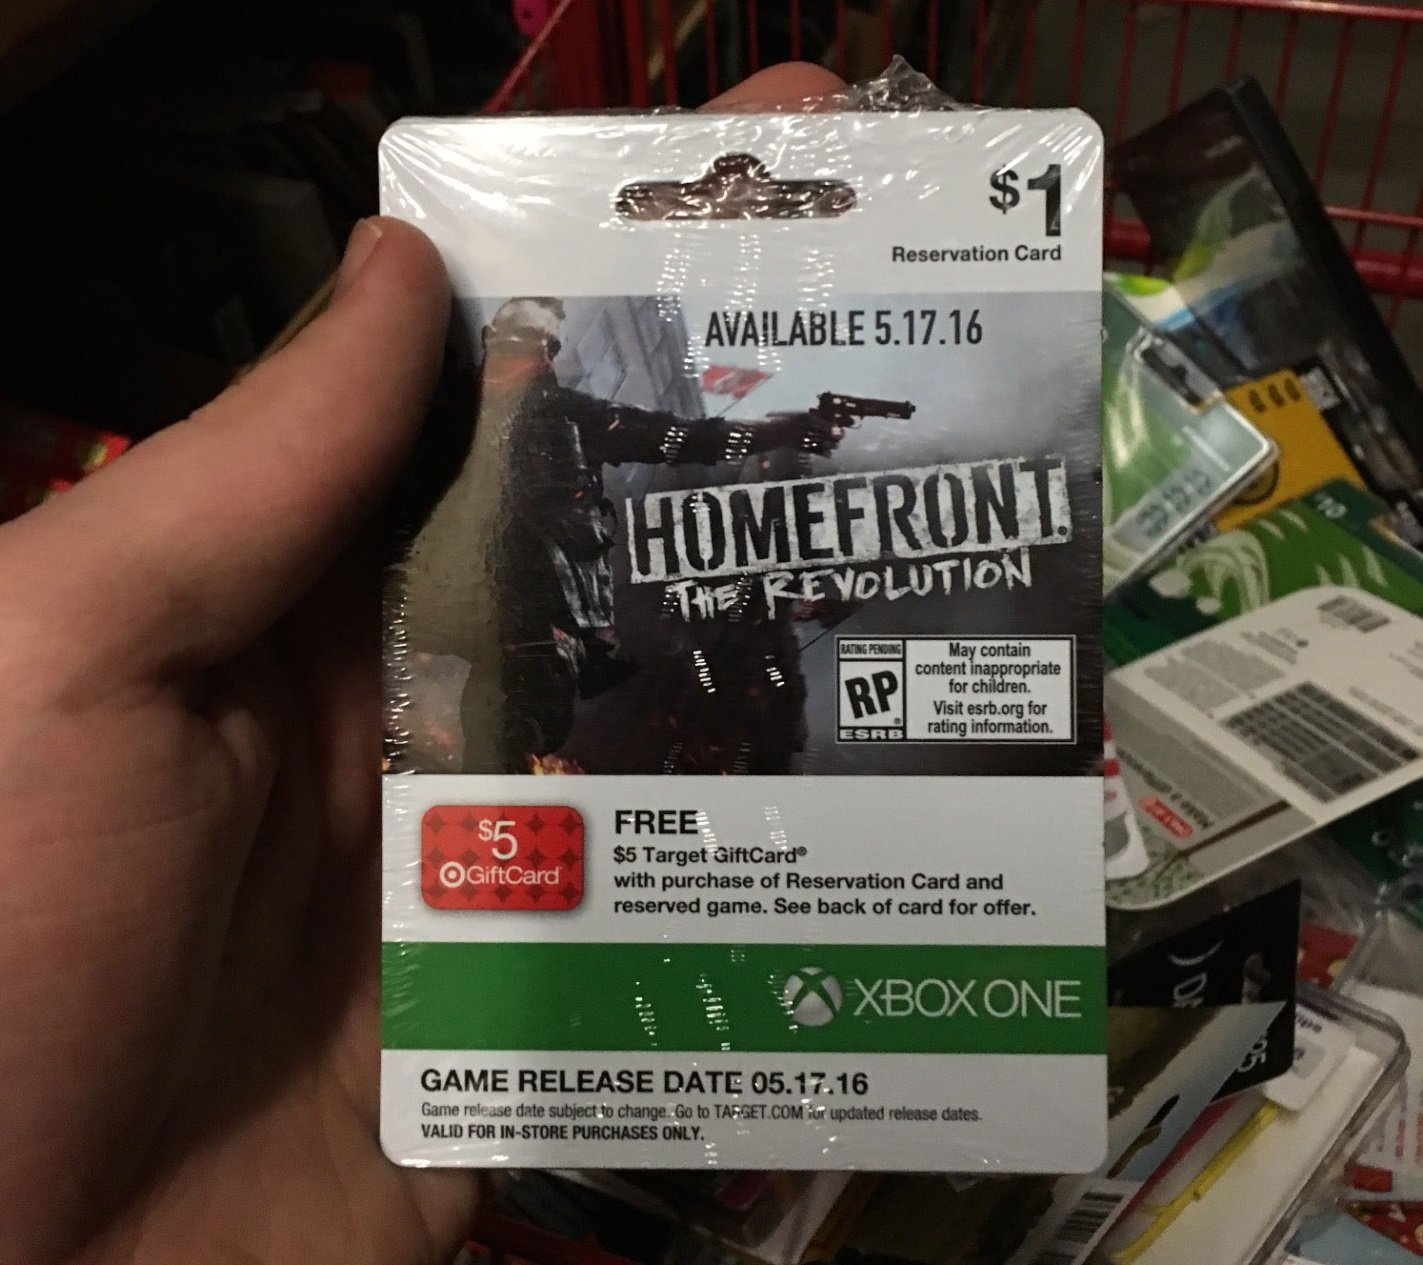 $1
Reservation Card
AVAILABLE 5.17.16
HOMEFRONT
THE REVOLUTION
RATING PENDING
RP
ESRB
May contain
content inappropriate
for children.
Visit esrb.org for
rating information.
$5
GiftCard
FREE
$5 Target GiftCard®
with purchase of Reservation Card and
reserved game. See back of card for offer.
XBOX ONE
GAME RELEASE DATE 05.17.16
Game release date subject to change. Go to TARGET.COM for updated release dates.
VALID FOR IN-STORE PURCHASES ONLY.